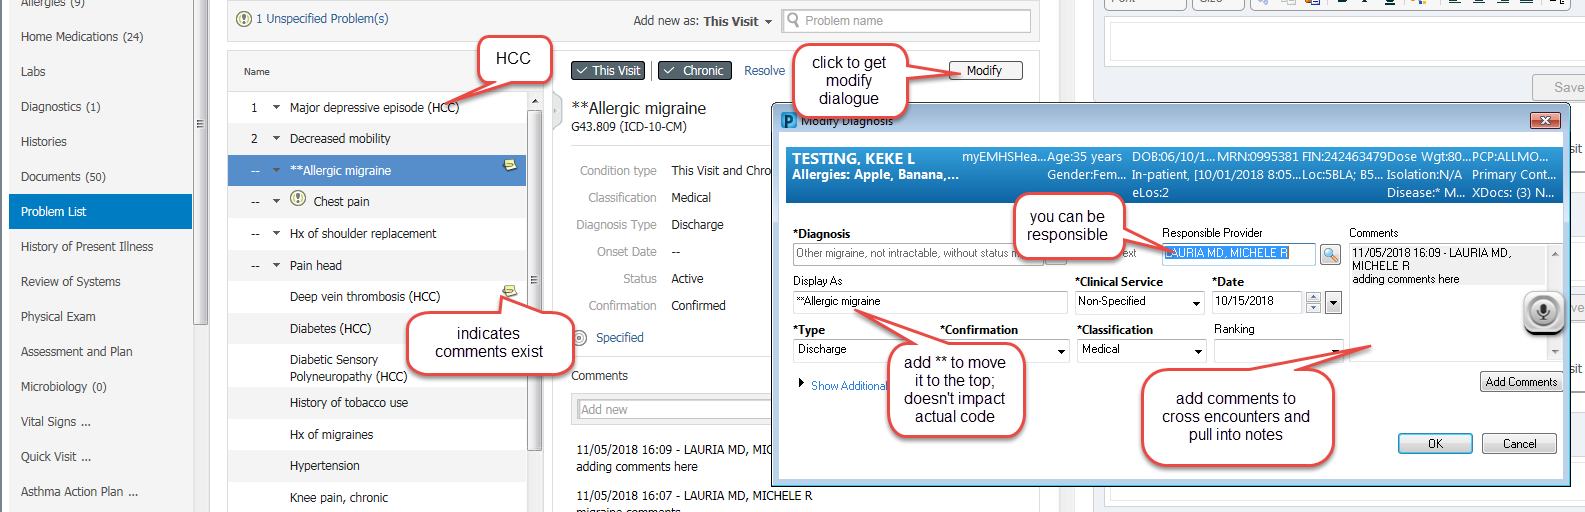 Allergies (9)
Home Medications (24)
Labs
Diagnostics (1)
Histories
Documents (50)
Problem List
History of Present Illness
Review of Systems
Physical Exam
Assessment and Plan
Microbiology (0)
Vital Signs ...
Quick Visit ...
Asthma Action Plan ...
1 Unspecified Problem(s)
Add new as: This Visit
Problem name
Name
HCC
1 Major depressive episode (HCC)
2 Decreased mobility
-- **Allergic migraine
-- Chest pain
-- Hx of shoulder replacement
-- Pain head
Deep vein thrombosis (HCC)
Diabetes (HCC)
Diabetic Sensory
Polyneuropathy (HCC)
History of tobacco use
Hx of migraines
Hypertension
Knee pain, chronic
indicates
comments exist
This Visit
Chronic
Resolve
click to get
modify
dialogue
Modify
**Allergic migraine
G43.809 (ICD-10-CM)
Condition type This Visit and Chro
Classification Medical
Diagnosis Type Discharge
Onset Date --
Status Active
Confirmation Confirmed
Specified
Comments
Add new
11/05/2018 16:09 - LAURIA MD, MIC
adding comments here
11/05/2018 16:07 - LAURIA MD, MICHELE R
migraine comments
Modify Diagnosis
TESTING, KEKE L
Allergies: Apple, Banana,...
myEMHSHea...
Age:35 years
Gender:Fem...
DOB:06/10/1...
MRN:0995381
FIN:242463479
Dose Wgt:80...
PCP:ALLMO...
In-patient, [10/01/2018 8:05...
Loc:5BLA; B5...
Isolation:N/A
Primary Cont...
eLos:2
Disease:* M...
XDocs: (3) N...
you can be
responsible
*Diagnosis
Other migraine, not intractable, without status m
ext
Responsible Provider
LAURIA MD, MICHELE R
Comments
11/05/2018 16:09 - LAURIA MD,
MICHELE R
adding comments here
Display As
**Allergic migraine
*Clinical Service
Non-Specified
*Date
10/15/2018
*Type
Discharge
*Confirmation
*Classification
Medical
Ranking
Show Additional
add ** to move
it to the top;
doesn't impact
actual code
add comments to
cross encounters and
pull into notes
Add Comments
OK
Cancel
Font
Size
Save
sit